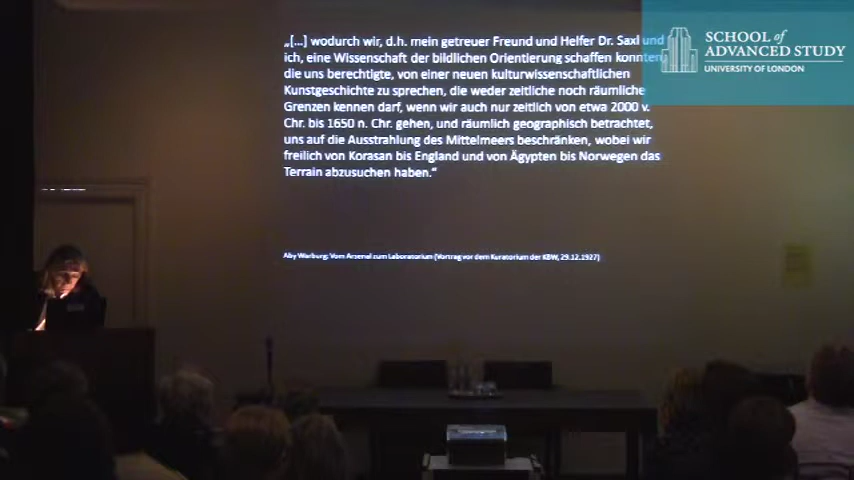 „[...] wodurch wir, d.h. mein getreuer Freund und Helfer Dr. Saxl und
ich, eine Wissenschaft der bildlichen Orientierung schaffen konnten,
die uns berechtigte, von einer neuen kulturwissenschaftlichen
Kunstgeschichte zu sprechen, die weder zeitliche noch räumliche
Grenzen kennen darf, wenn wir auch nur zeitlich von etwa 2000 v.
Chr. bis 1650 n. Chr. gehen, und räumlich geographisch betrachtet,
uns auf die Ausstrahlung des Mittelmeers beschränken, wobei wir
freilich von Korasan bis England und von Ägypten bis Norwegen das
Terrain abzusuchen haben.“
Aby Warburg: Vom Arsenal zum Laboratorium (Vortrag vor dem Kuratorium der KBW, 29.12.1927)
SCHOOL of
ADVANCED STUDY
UNIVERSITY OF LONDON